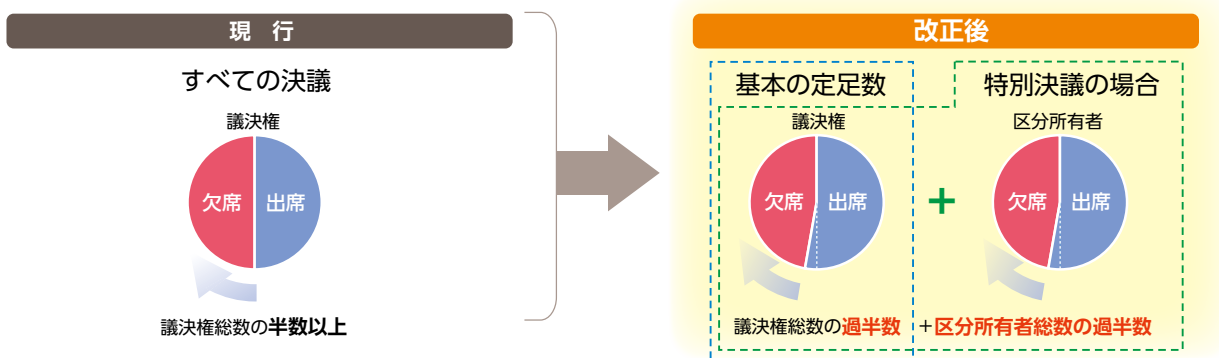 現 行
すべての決議
議決権
欠席 出席
議決権総数の半数以上
改正後
基本の定足数
議決権
欠席 出席
議決権総数の過半数
+
特別決議の場合
区分所有者
欠席 出席
+区分所有者総数の過半数